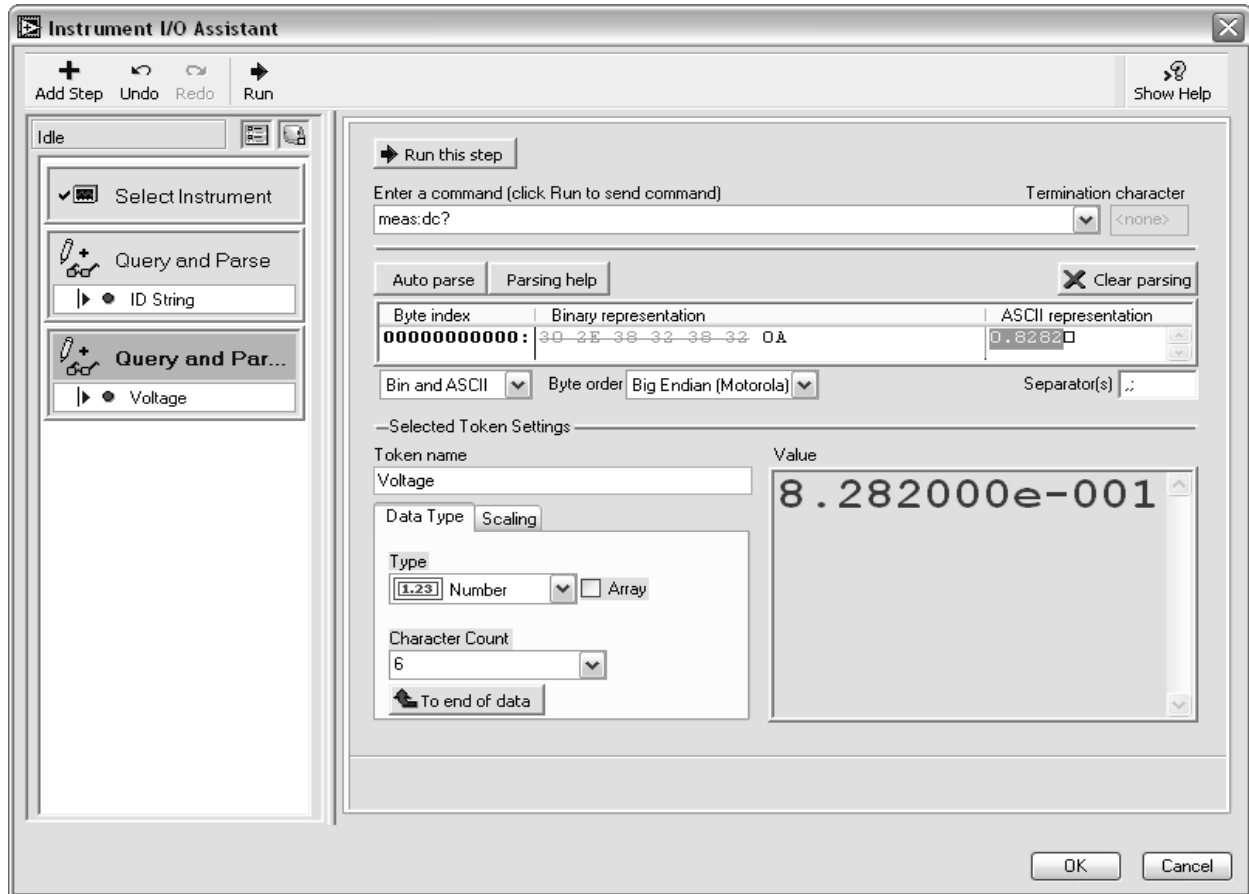 Instrument I/O Assistant
Add Step Undo Redo Run Show Help
Idle
Select Instrument
Query and Parse
ID String
Query and Par...
Voltage
Run this step
Enter a command (click Run to send command) Termination character
meas:dc? <none>
Auto parse Parsing help Clear parsing
Byte index Binary representation ASCII representation
00000000000: 30 2E 38 32 38 32 0A 0.8282□
Bin and ASCII Byte order Big Endian (Motorola) Separator(s) ,;
Selected Token Settings
Token name Value
Voltage 8.282000e-001
Data Type Scaling
Type
1.23 Number Array
Character Count
6
To end of data
OK Cancel